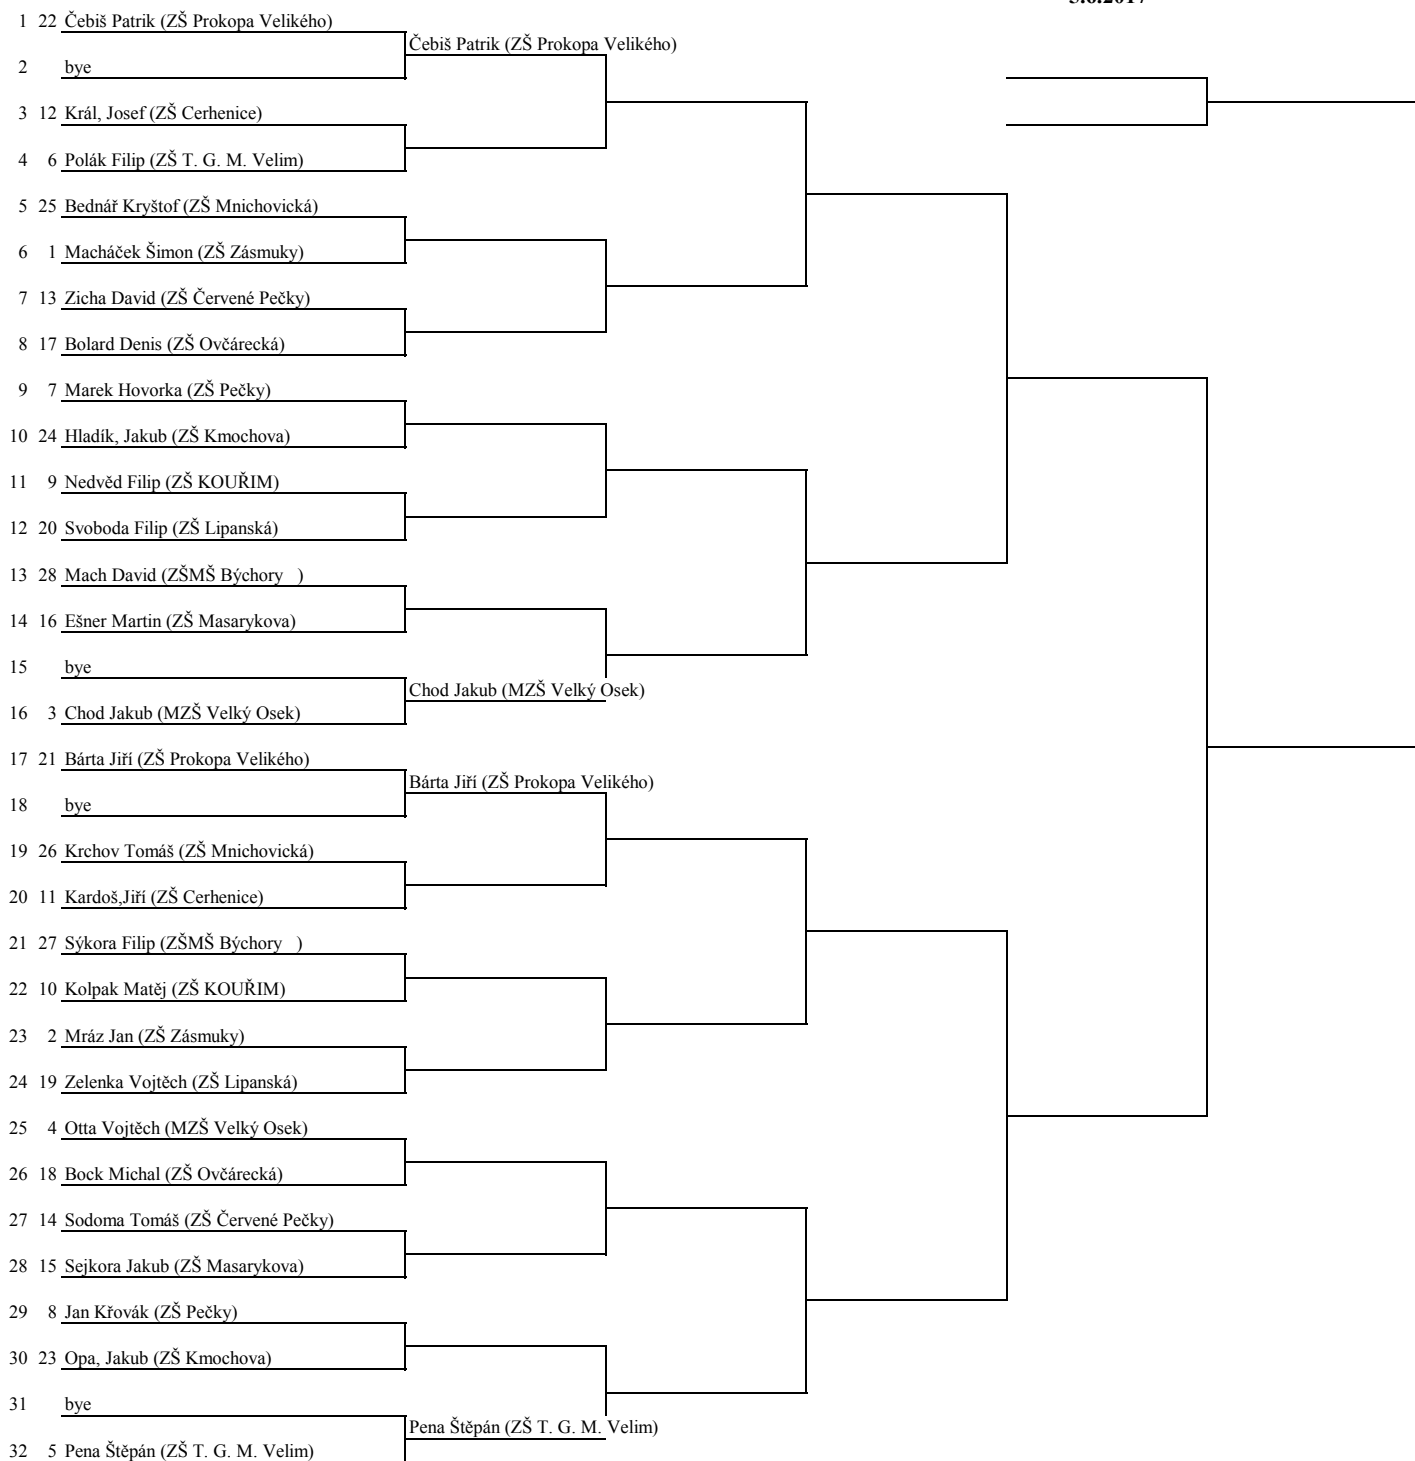 5.6.2017
1 22 Čebiš Patrik (ZŠ Prokopa Velikého)
Čebiš Patrik (ZŠ Prokopa Velikého)
2 bye
3 12 Král, Josef (ZŠ Cerhenice)
4 6 Polák Filip (ZŠ T. G. M. Velim)
5 25 Bednář Kryštof (ZŠ Mnichovická)
6 1 Macháček Šimon (ZŠ Zásmuky)
7 13 Zicha David (ZŠ Červené Pečky)
8 17 Bolard Denis (ZŠ Ovčárecká)
9 7 Marek Hovorka (ZŠ Pečky)
10 24 Hladík, Jakub (ZŠ Kmochova)
11 9 Nedvěd Filip (ZŠ KOUŘIM)
12 20 Svoboda Filip (ZŠ Lipanská)
13 28 Mach David (ZŠMŠ Býchory )
14 16 Ešner Martin (ZŠ Masarykova)
15 bye
Chod Jakub (MZŠ Velký Osek)
16 3 Chod Jakub (MZŠ Velký Osek)
17 21 Bárta Jiří (ZŠ Prokopa Velikého)
Bárta Jiří (ZŠ Prokopa Velikého)
18 bye
19 26 Krchov Tomáš (ZŠ Mnichovická)
20 11 Kardoš,Jiří (ZŠ Cerhenice)
21 27 Sýkora Filip (ZŠMŠ Býchory )
22 10 Kolpak Matěj (ZŠ KOUŘIM)
23 2 Mráz Jan (ZŠ Zásmuky)
24 19 Zelenka Vojtěch (ZŠ Lipanská)
25 4 Otta Vojtěch (MZŠ Velký Osek)
26 18 Bock Michal (ZŠ Ovčárecká)
27 14 Sodoma Tomáš (ZŠ Červené Pečky)
28 15 Sejkora Jakub (ZŠ Masarykova)
29 8 Jan Křovák (ZŠ Pečky)
30 23 Opa, Jakub (ZŠ Kmochova)
31 bye
Pena Štěpán (ZŠ T. G. M. Velim)
32 5 Pena Štěpán (ZŠ T. G. M. Velim)